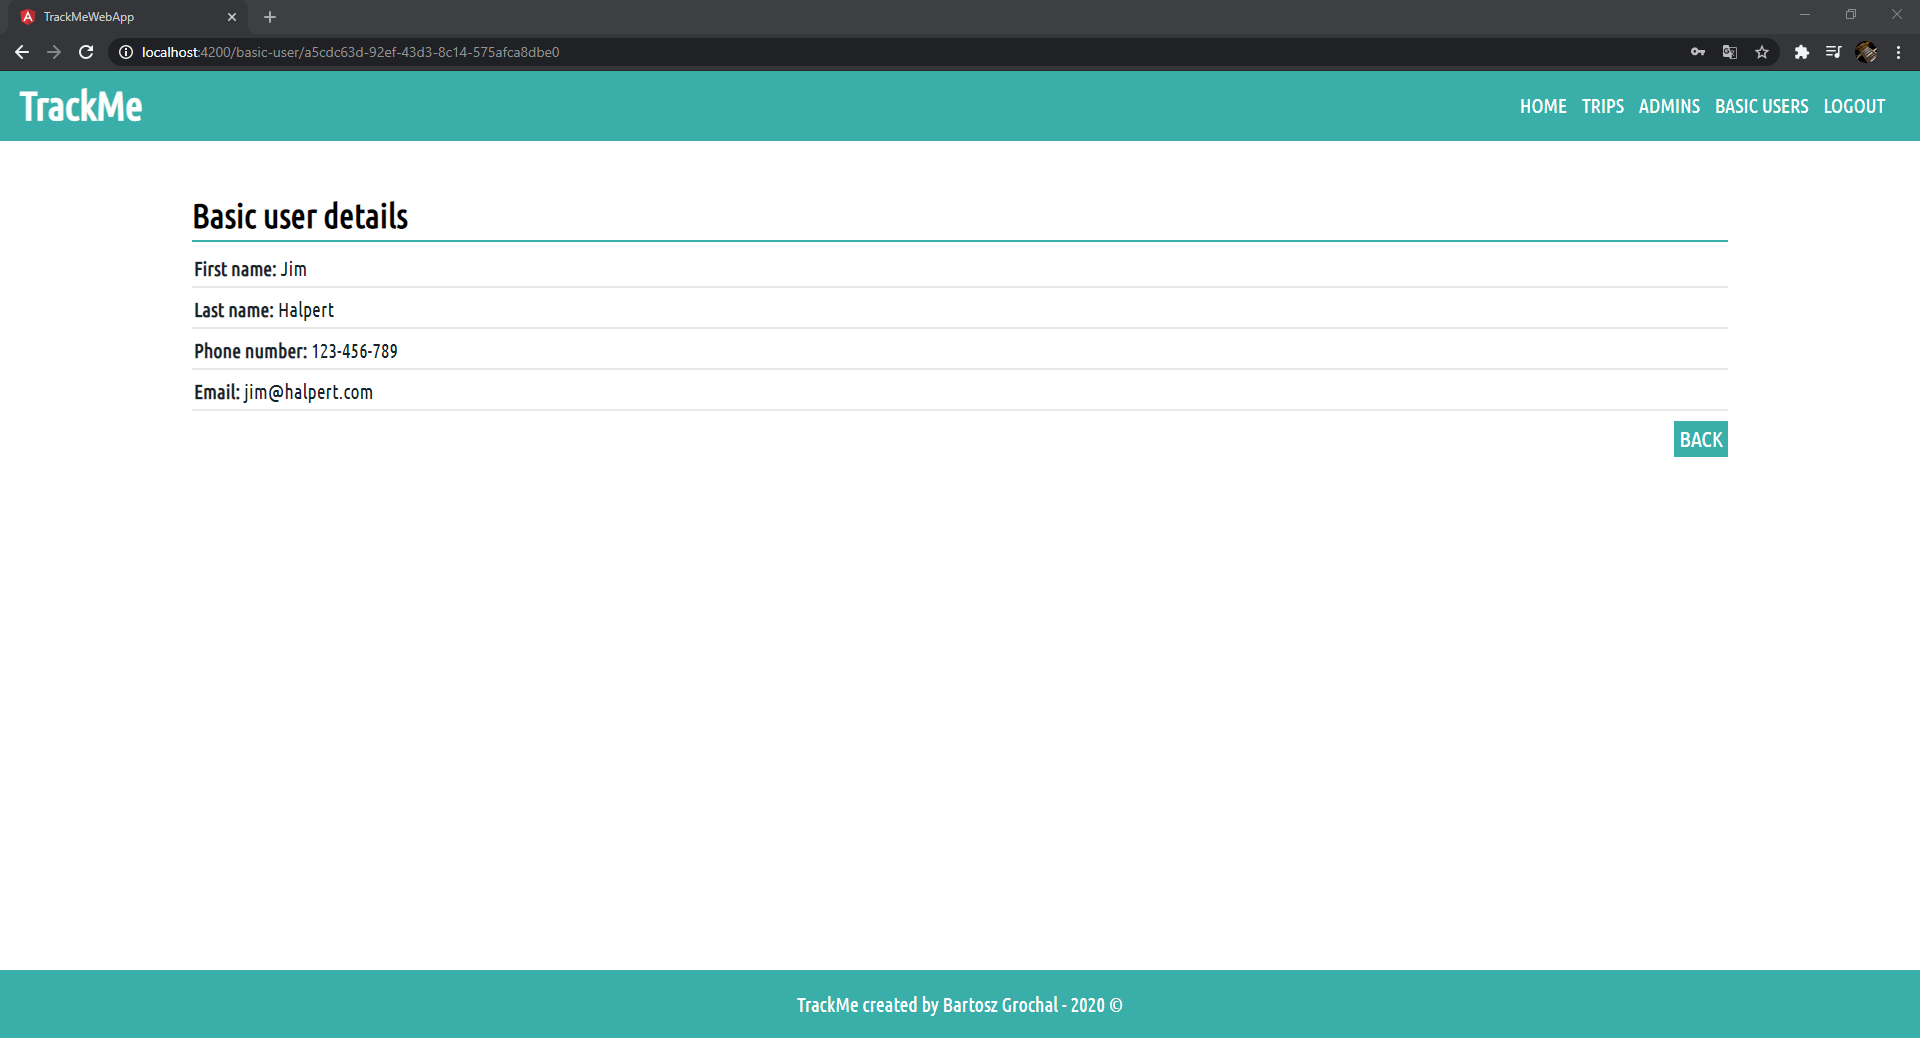 TrackMeWebApp
localhost:4200/basic-user/a5cdc63d-92ef-43d3-8c14-575afca8dbe0
TrackMe
HOME TRIPS ADMINS BASIC USERS LOGOUT
Basic user details
First name: Jim
Last name: Halpert
Phone number: 123-456-789
Email: jim@halpert.com
BACK
TrackMe created by Bartosz Grochal - 2020 ©